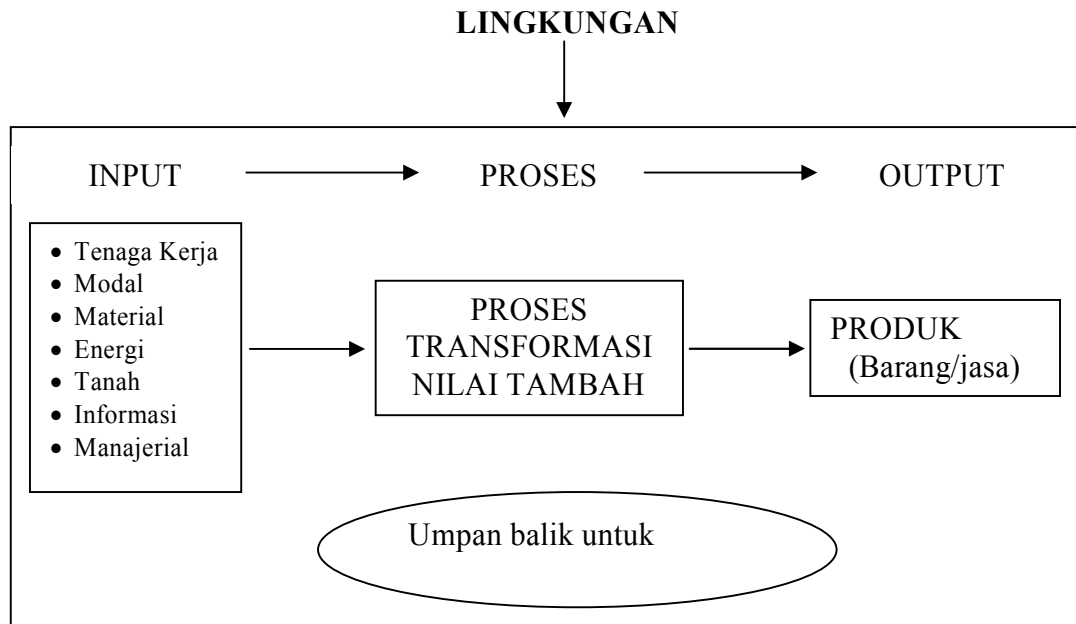 LINGKUNGAN
INPUT
PROSES
OUTPUT
• Tenaga Kerja
• Modal
• Material
• Energi
• Tanah
• Informasi
• Manajerial
PROSES
TRANSFORMASI
NILAI TAMBAH
PRODUK
(Barang/jasa)
Umpan balik untuk